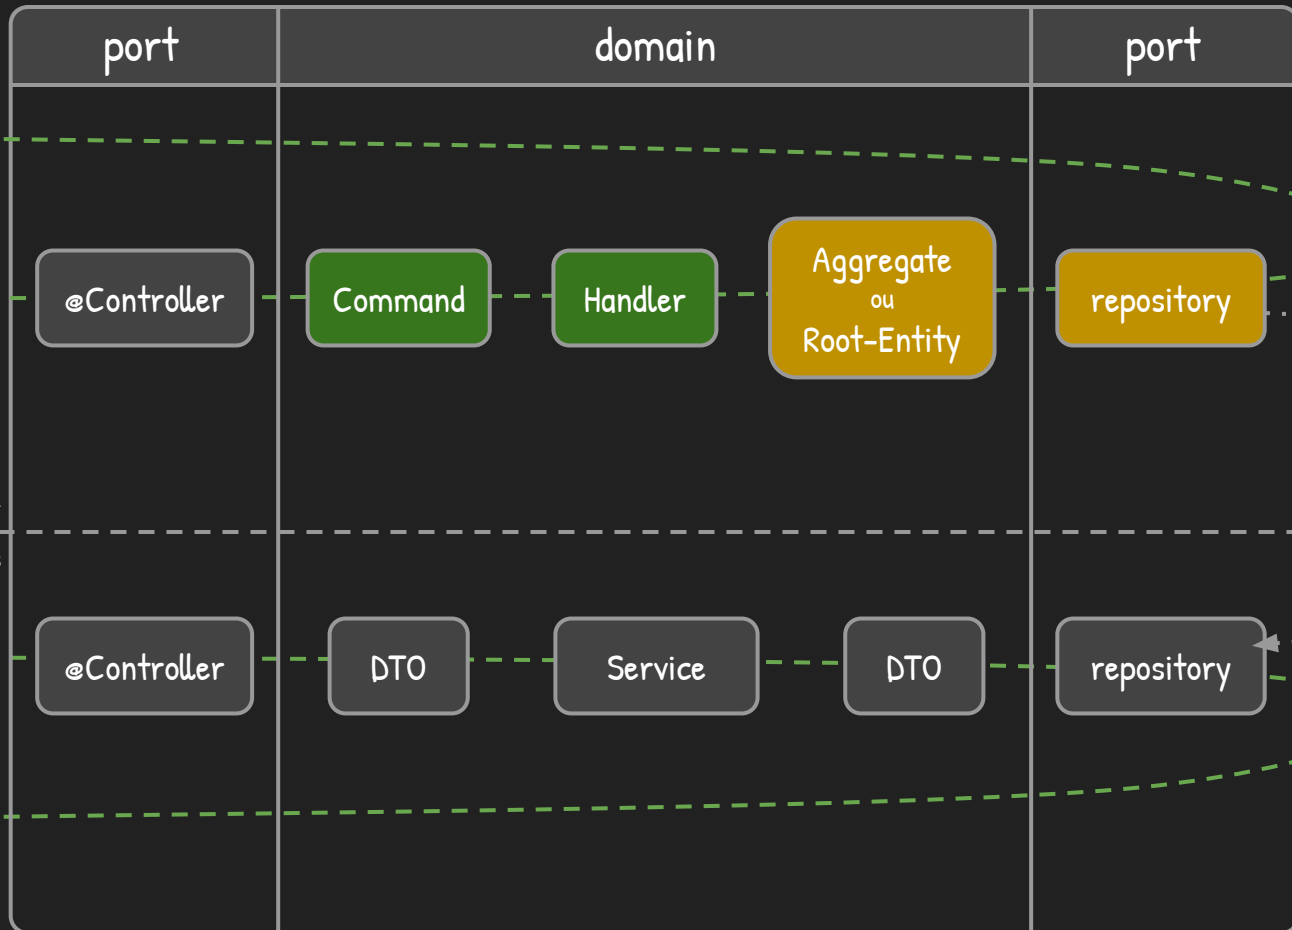 port
domain
port
@Controller
Command
Handler
Aggregate
ou
Root-Entity
repository
@Controller
DTO
Service
DTO
repository